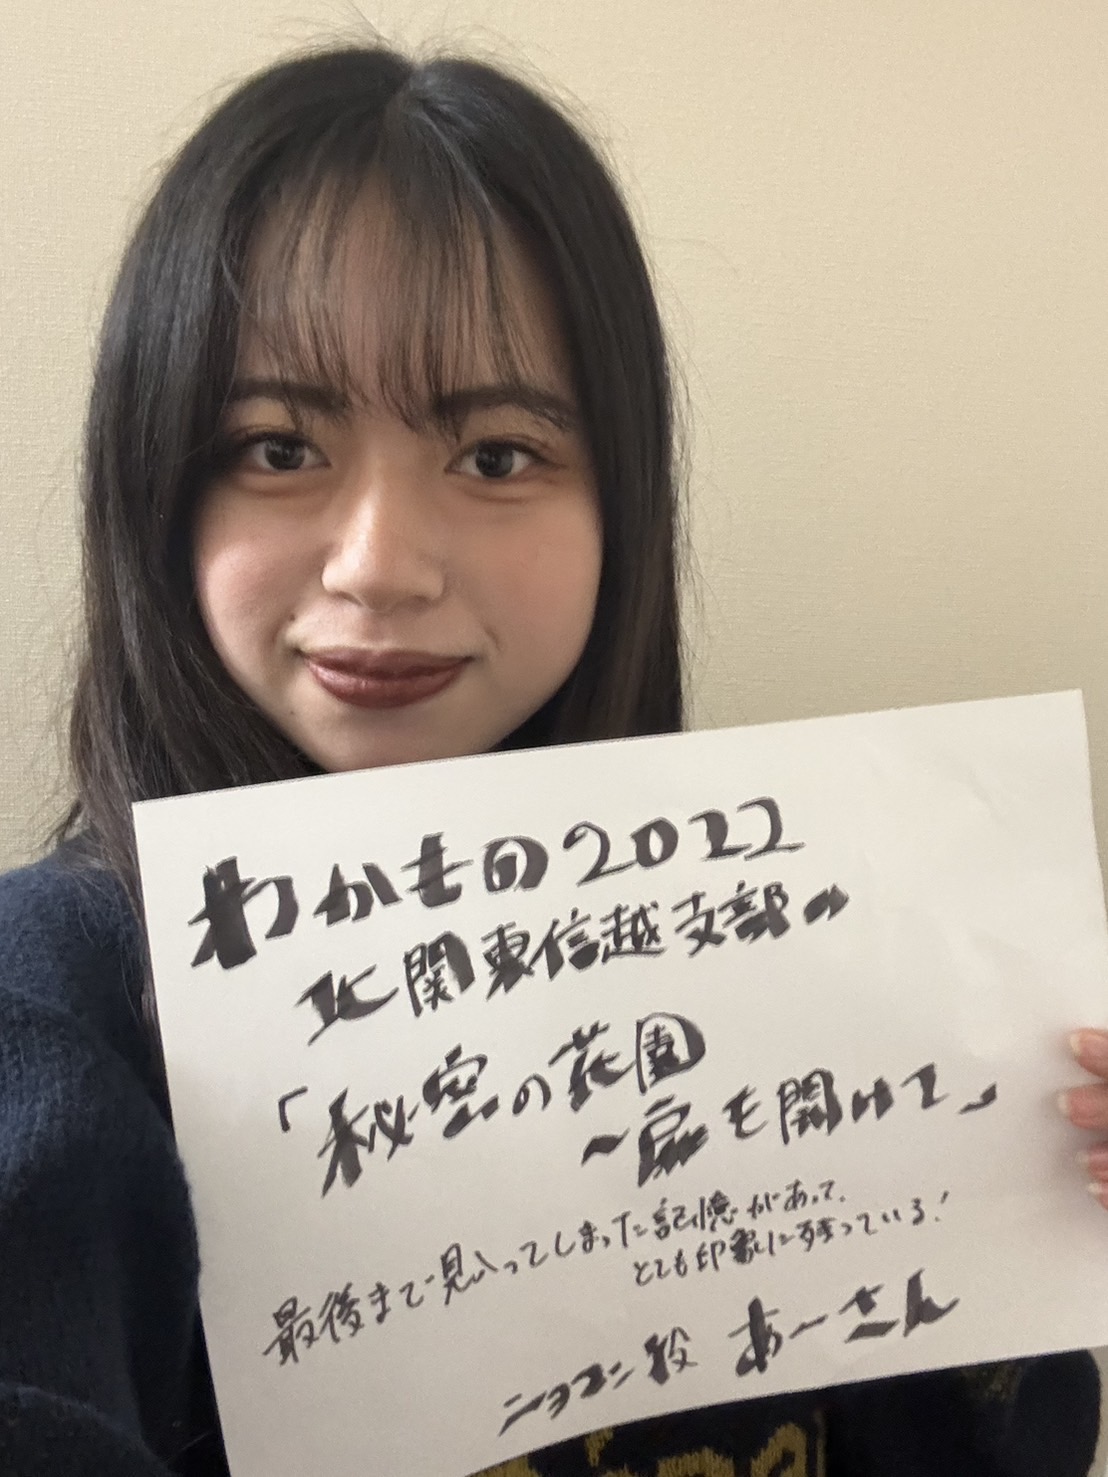 わかもの2022
北関東信越支部の
「秘密の花園
〜扉を開けて」
最後まで見入ってしまった記憶があって、
とても印象に残っている!
ニョコン役 あーさん